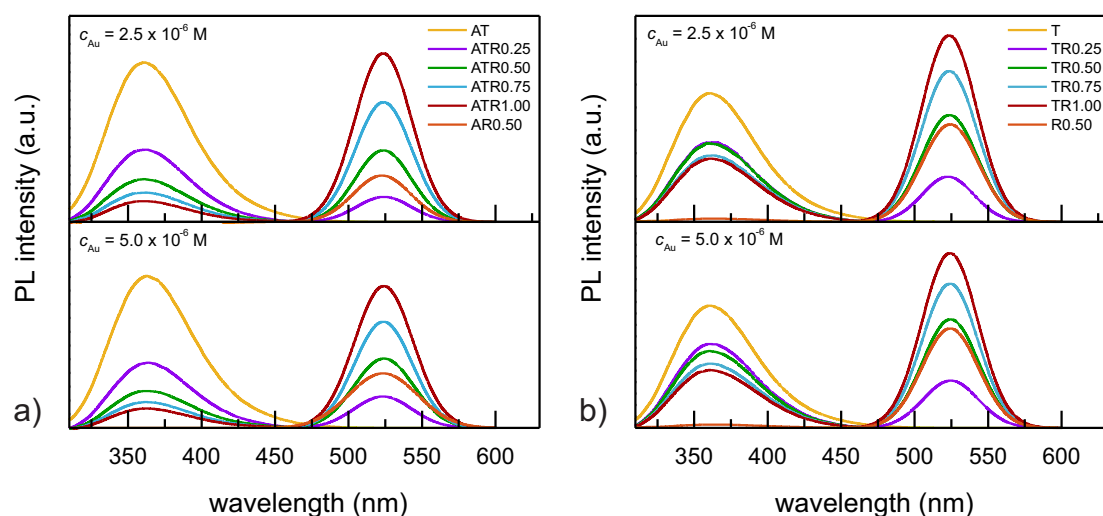 c_Au = 2.5 x 10^-6 M
AT
ATR0.25
ATR0.50
ATR0.75
ATR1.00
AR0.50
PL intensity (a.u.)
c_Au = 5.0 x 10^-6 M
a)
350 400 450 500 550 600
wavelength (nm)
c_Au = 2.5 x 10^-6 M
T
TR0.25
TR0.50
TR0.75
TR1.00
R0.50
PL intensity (a.u.)
c_Au = 5.0 x 10^-6 M
b)
350 400 450 500 550 600
wavelength (nm)